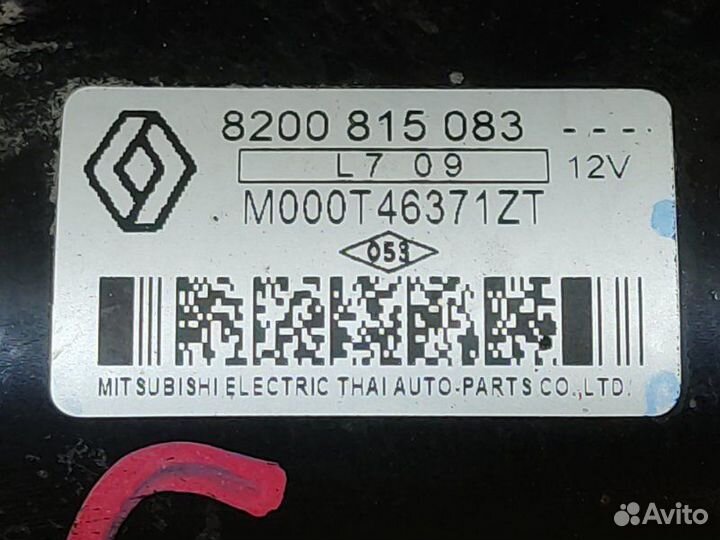 8200 815 083 ----
L7 09 12V
M000T46371ZT
053
MITSUBISHI ELECTRIC THAI AUTO-PARTS CO.,LTD.
Avito